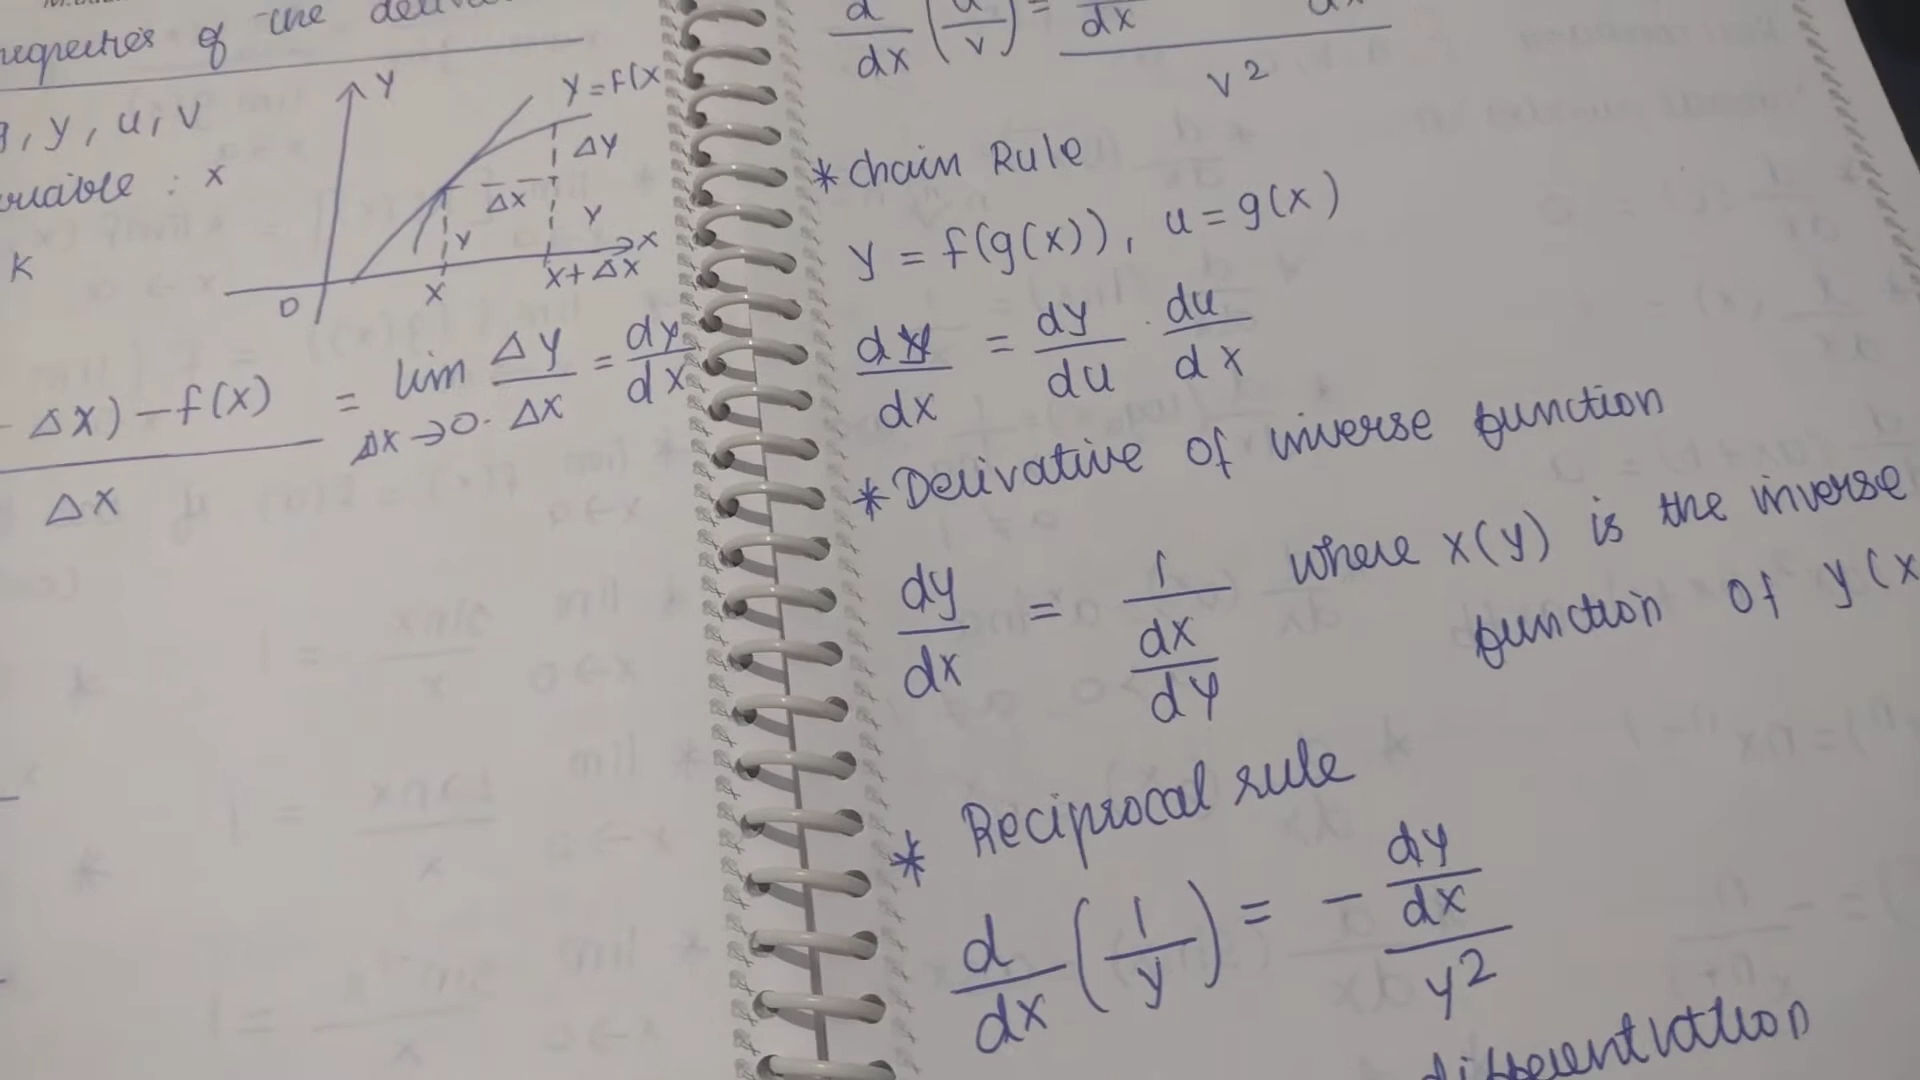 of the
g, y, u, v
: x
K
Y
y = f(x
Δy
Δx
y
y
x
0
x
x + Δx
Δx) - f(x) / Δx = lim Δx→0 Δy/Δx = dy/dx
d/dx (u/v) = dx / v²
* Chain Rule
y = f(g(x)), u = g(x)
dy/dx = dy/du · du/dx
* Derivative of inverse function
dy/dx = 1/(dx/dy) where x(y) is the inverse
function of y(x
* Reciprocal rule
d/dx (1/y) = - (dy/dx)/y²
differentiation